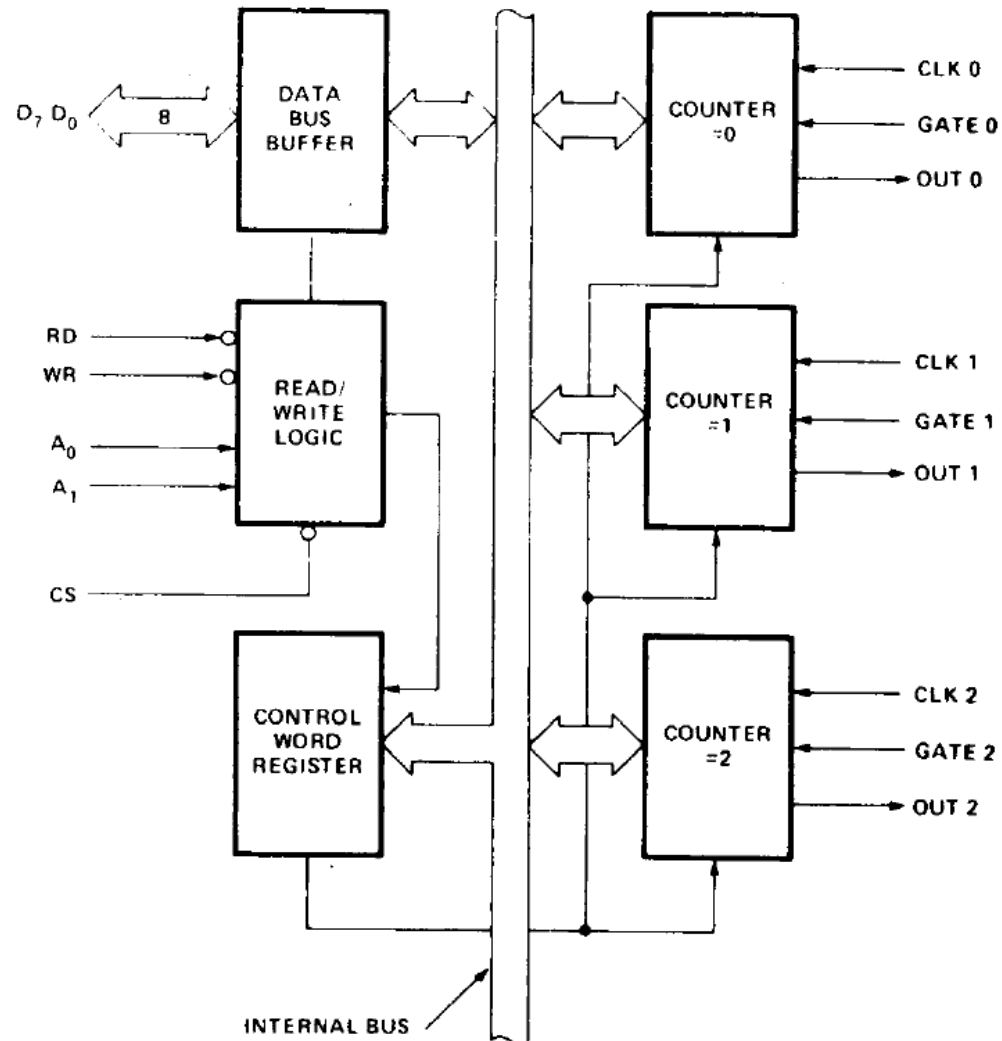 D7 D0
8
DATA
BUS
BUFFER
COUNTER
=0
CLK 0
GATE 0
OUT 0
RD
WR
A0
A1
CS
READ/
WRITE
LOGIC
COUNTER
=1
CLK 1
GATE 1
OUT 1
CONTROL
WORD
REGISTER
COUNTER
=2
CLK 2
GATE 2
OUT 2
INTERNAL BUS